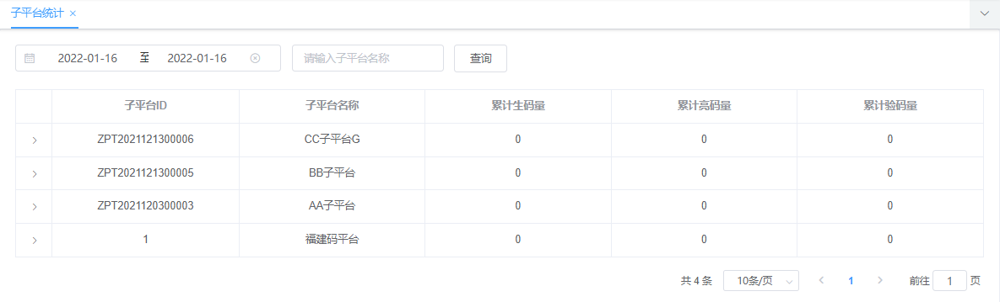 子平台统计
2022-01-16 至 2022-01-16 请输入子平台名称 查询
子平台ID 子平台名称 累计生码量 累计亮码量 累计验码量
ZPT2021121300006 CC子平台G 0 0 0
ZPT2021121300005 BB子平台 0 0 0
ZPT2021120300003 AA子平台 0 0 0
1 福建码平台 0 0 0
共 4 条 10条/页 1 前往 1 页